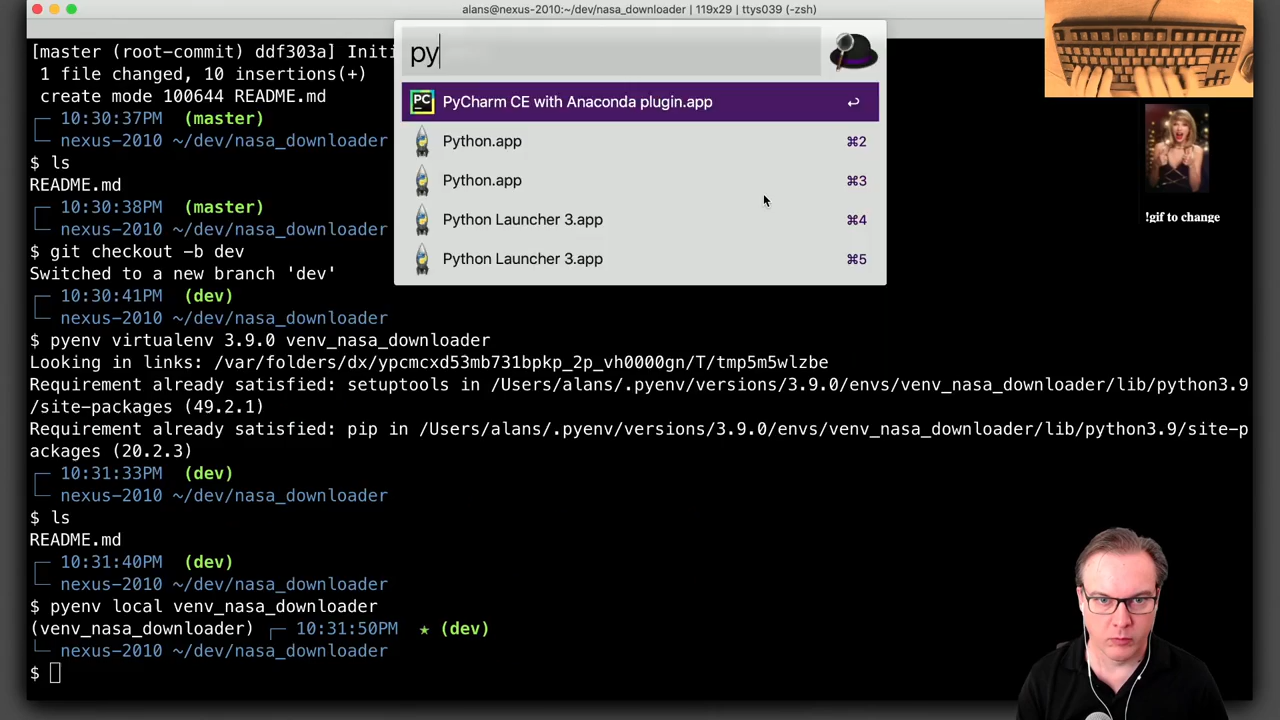 alans@nexus-2010:~/dev/nasa_downloader | 119x29 | ttys039 (-zsh)
[master (root-commit) ddf303a] Initi
1 file changed, 10 insertions(+)
create mode 100644 README.md
10:30:37PM (master)
nexus-2010 ~/dev/nasa_downloader
$ ls
README.md
10:30:38PM (master)
nexus-2010 ~/dev/nasa_downloader
$ git checkout -b dev
Switched to a new branch 'dev'
10:30:41PM (dev)
nexus-2010 ~/dev/nasa_downloader
$ pyenv virtualenv 3.9.0 venv_nasa_downloader
Looking in links: /var/folders/dx/ypcmcxd53mb731bpkp_2p_vh0000gn/T/tmp5m5wlzbe
Requirement already satisfied: setuptools in /Users/alans/.pyenv/versions/3.9.0/envs/venv_nasa_downloader/lib/python3.9
/site-packages (49.2.1)
Requirement already satisfied: pip in /Users/alans/.pyenv/versions/3.9.0/envs/venv_nasa_downloader/lib/python3.9/site-p
ackages (20.2.3)
10:31:33PM (dev)
nexus-2010 ~/dev/nasa_downloader
$ ls
README.md
10:31:40PM (dev)
nexus-2010 ~/dev/nasa_downloader
$ pyenv local venv_nasa_downloader
(venv_nasa_downloader) 10:31:50PM ★ (dev)
nexus-2010 ~/dev/nasa_downloader
$
py
PC PyCharm CE with Anaconda plugin.app ↩
Python.app ⌘2
Python.app ⌘3
Python Launcher 3.app ⌘4
Python Launcher 3.app ⌘5
!gif to change